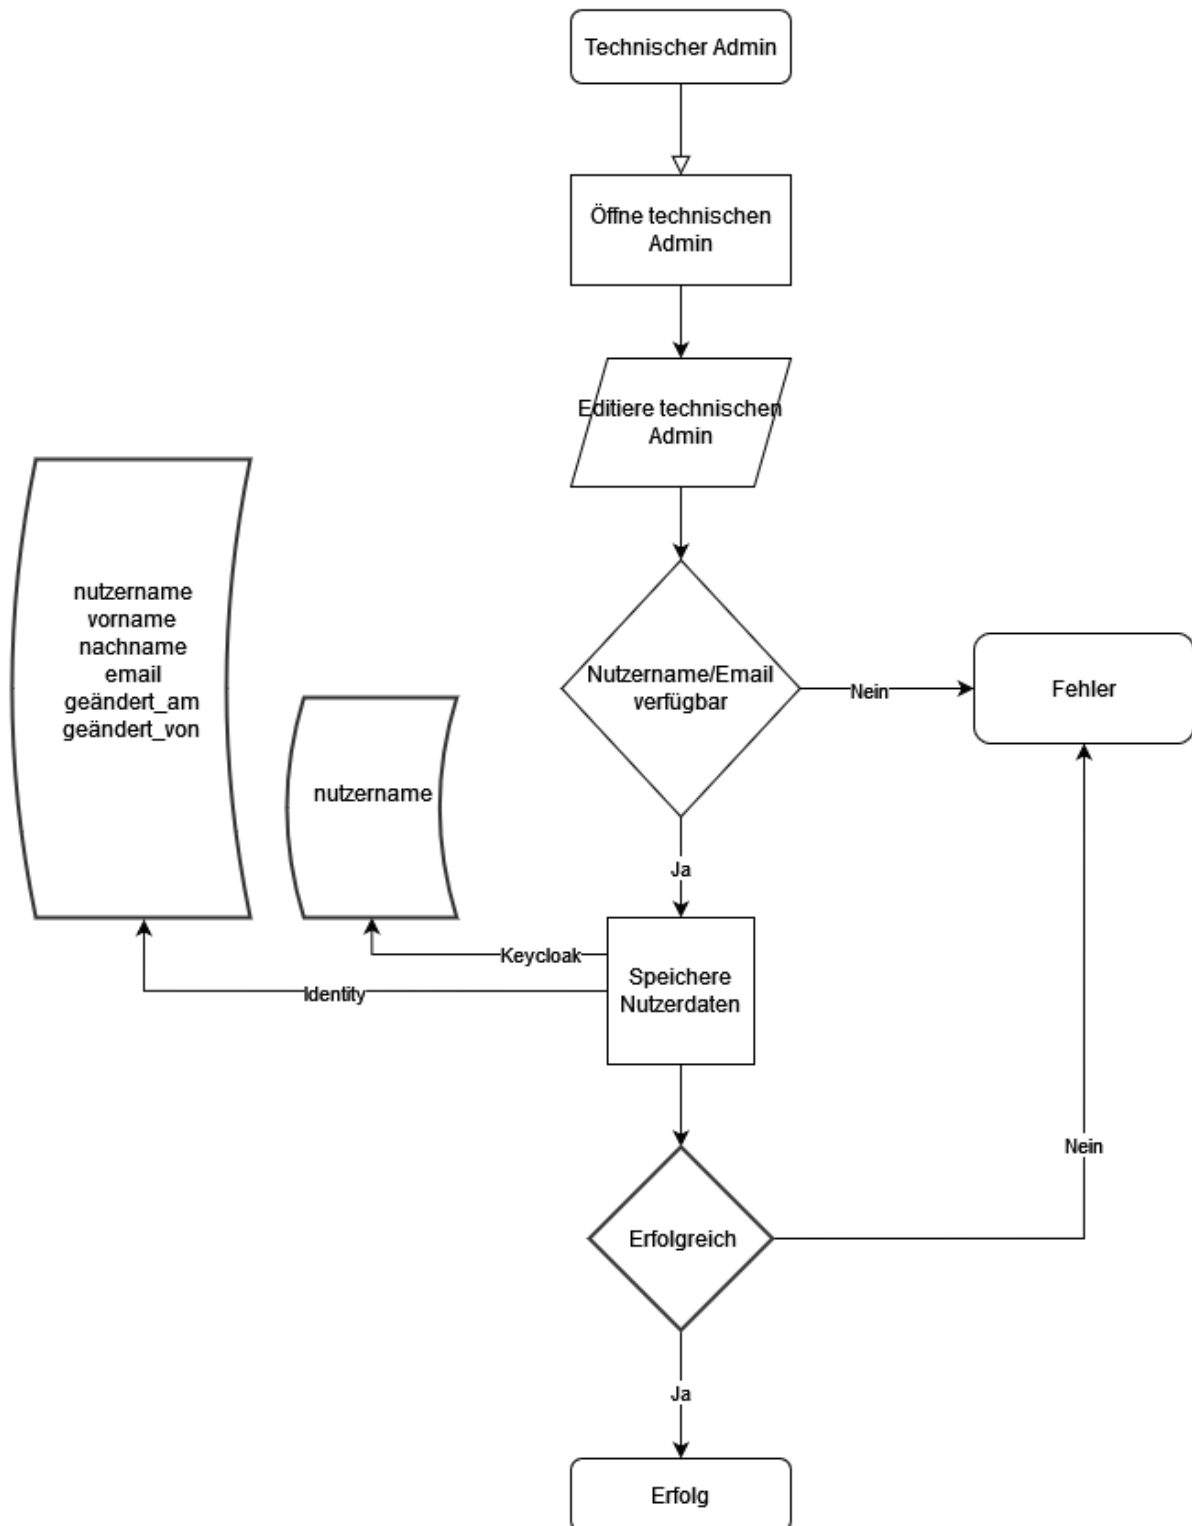 Technischer Admin
Öffne technischen
Admin
Editiere technischen
Admin
nutzername
vorname
nachname
email
geändert_am
geändert_von
nutzername
Nutzername/Email
verfügbar
Nein
Fehler
Ja
Keycloak
Identity
Speichere
Nutzerdaten
Nein
Erfolgreich
Ja
Erfolg